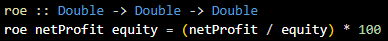 roe :: Double -> Double -> Double
roe netProfit equity = (netProfit / equity) * 100